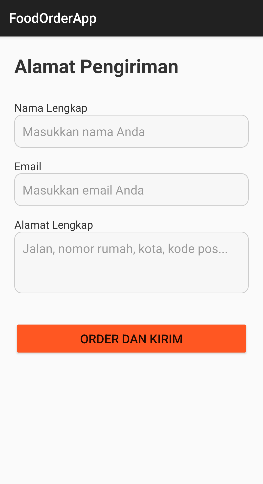 FoodOrderApp
Alamat Pengiriman
Nama Lengkap
Masukkan nama Anda
Email
Masukkan email Anda
Alamat Lengkap
Jalan, nomor rumah, kota, kode pos...
ORDER DAN KIRIM